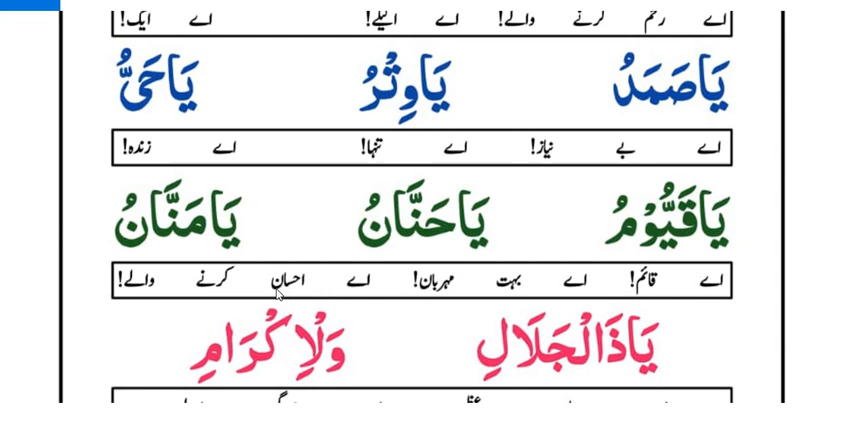 اے رحم کرنے والے! اے اکیلے! اے ایک!
يَاصَمَدُ يَاوِتْرُ يَاحَیُّ
اے بے نیاز! اے تنہا! اے زندہ!
يَاقَيُّوْمُ يَاحَنَّانُ يَامَنَّانُ
اے قائم! اے بہت مہربان! اے احسان کرنے والے!
يَاذَالْجَلَالِ وَلْاِكْرَامِ